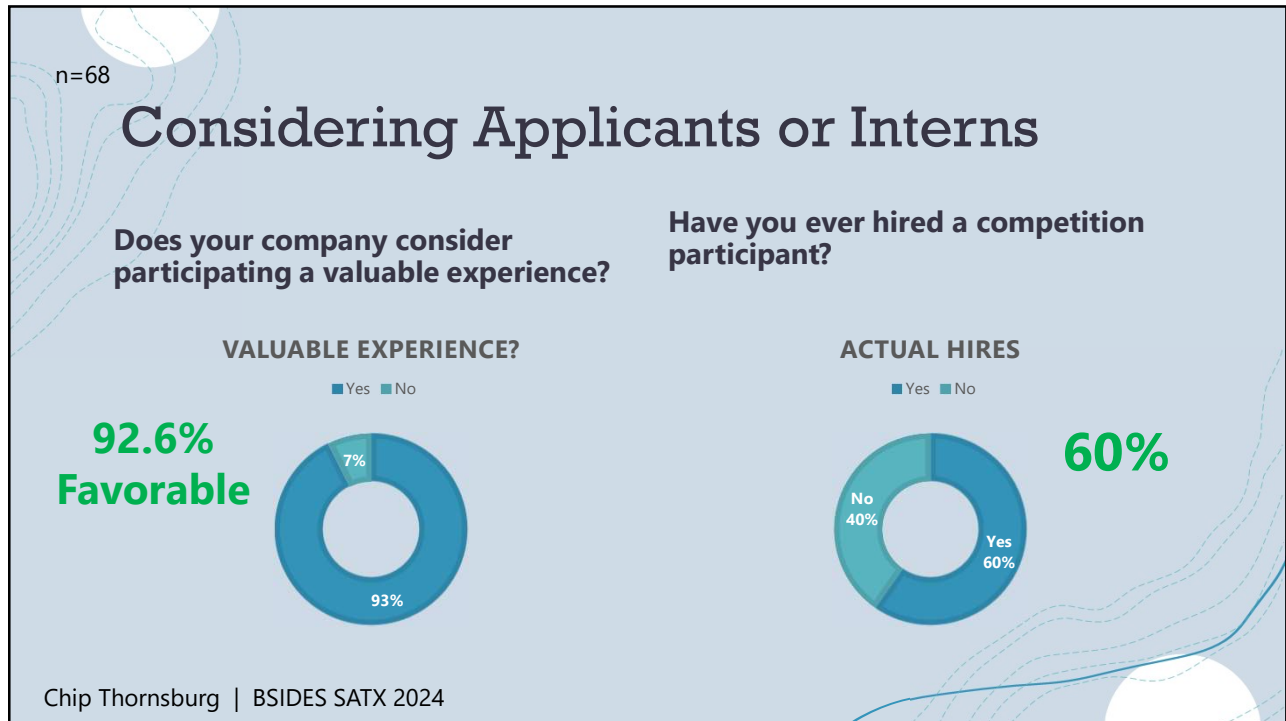 n=68
Considering Applicants or Interns
Does your company consider
participating a valuable experience?
VALUABLE EXPERIENCE?
Yes No
92.6%
Favorable
7%
93%
Have you ever hired a competition
participant?
ACTUAL HIRES
Yes No
No
40%
Yes
60%
60%
Chip Thornsburg | BSIDES SATX 2024